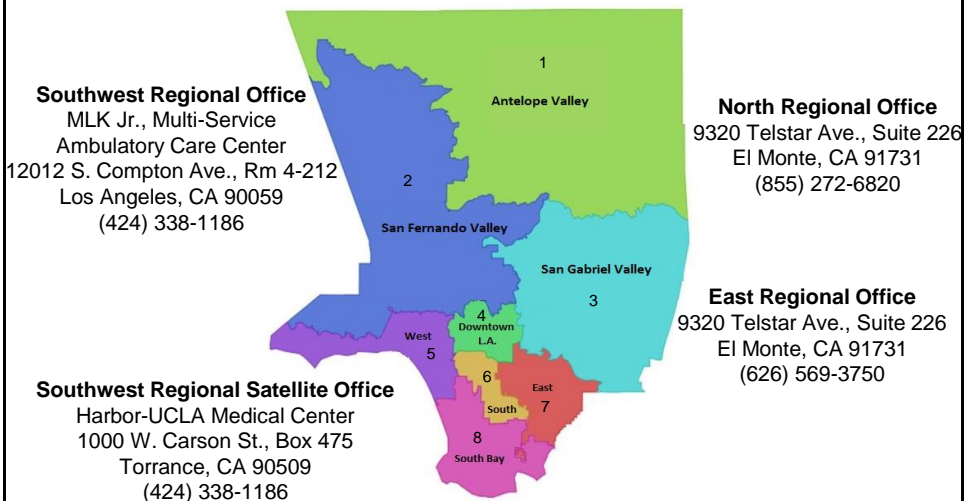 Southwest Regional Office
MLK Jr., Multi-Service
Ambulatory Care Center
12012 S. Compton Ave., Rm 4-212
Los Angeles, CA 90059
(424) 338-1186
Southwest Regional Satellite Office
Harbor-UCLA Medical Center
1000 W. Carson St., Box 475
Torrance, CA 90509
(424) 338-1186
1
Antelope Valley
2
San Fernando Valley
San Gabriel Valley
3
4
Downtown
L.A.
West
5
6
South
East
7
8
South Bay
North Regional Office
9320 Telstar Ave., Suite 226
El Monte, CA 91731
(855) 272-6820
East Regional Office
9320 Telstar Ave., Suite 226
El Monte, CA 91731
(626) 569-3750